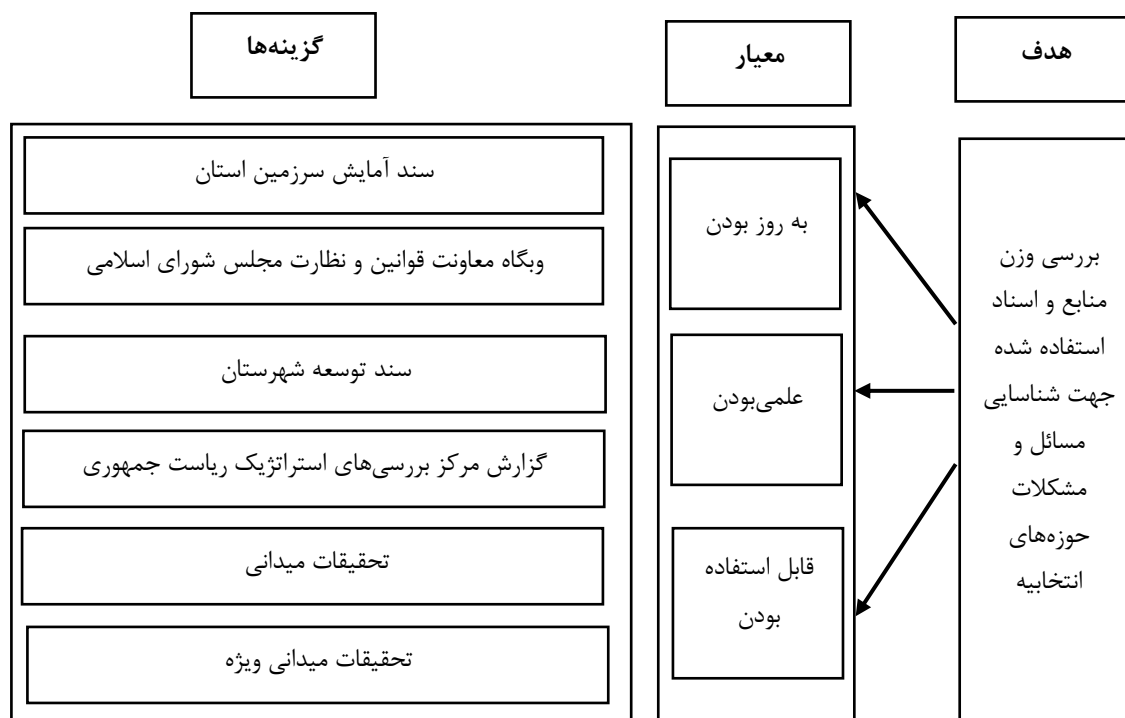 هدف
معیار
گزینه‌ها
بررسی وزن
منابع و اسناد
استفاده شده
جهت شناسایی
مسائل و
مشکلات
حوزه‌های
انتخابیه
به روز بودن
علمی‌بودن
قابل استفاده
بودن
سند آمایش سرزمین استان
وبگاه معاونت قوانین و نظارت مجلس شورای اسلامی
سند توسعه شهرستان
گزارش مرکز بررسی‌های استراتژیک ریاست جمهوری
تحقیقات میدانی
تحقیقات میدانی ویژه